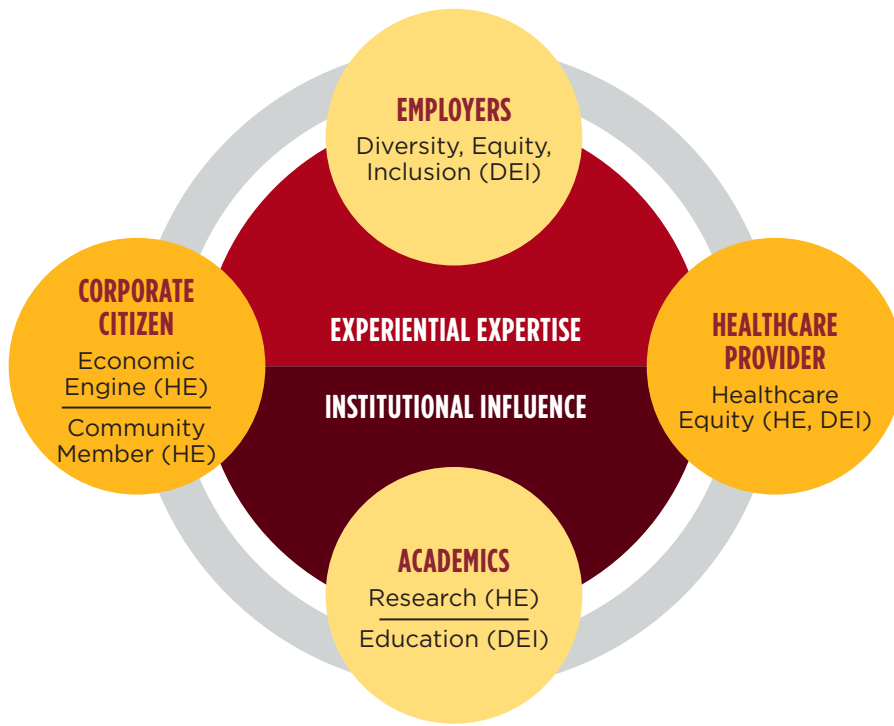 EMPLOYERS
Diversity, Equity,
Inclusion (DEI)
CORPORATE
CITIZEN
Economic
Engine (HE)
Community
Member (HE)
EXPERIENTIAL EXPERTISE
INSTITUTIONAL INFLUENCE
HEALTHCARE
PROVIDER
Healthcare
Equity (HE, DEI)
ACADEMICS
Research (HE)
Education (DEI)